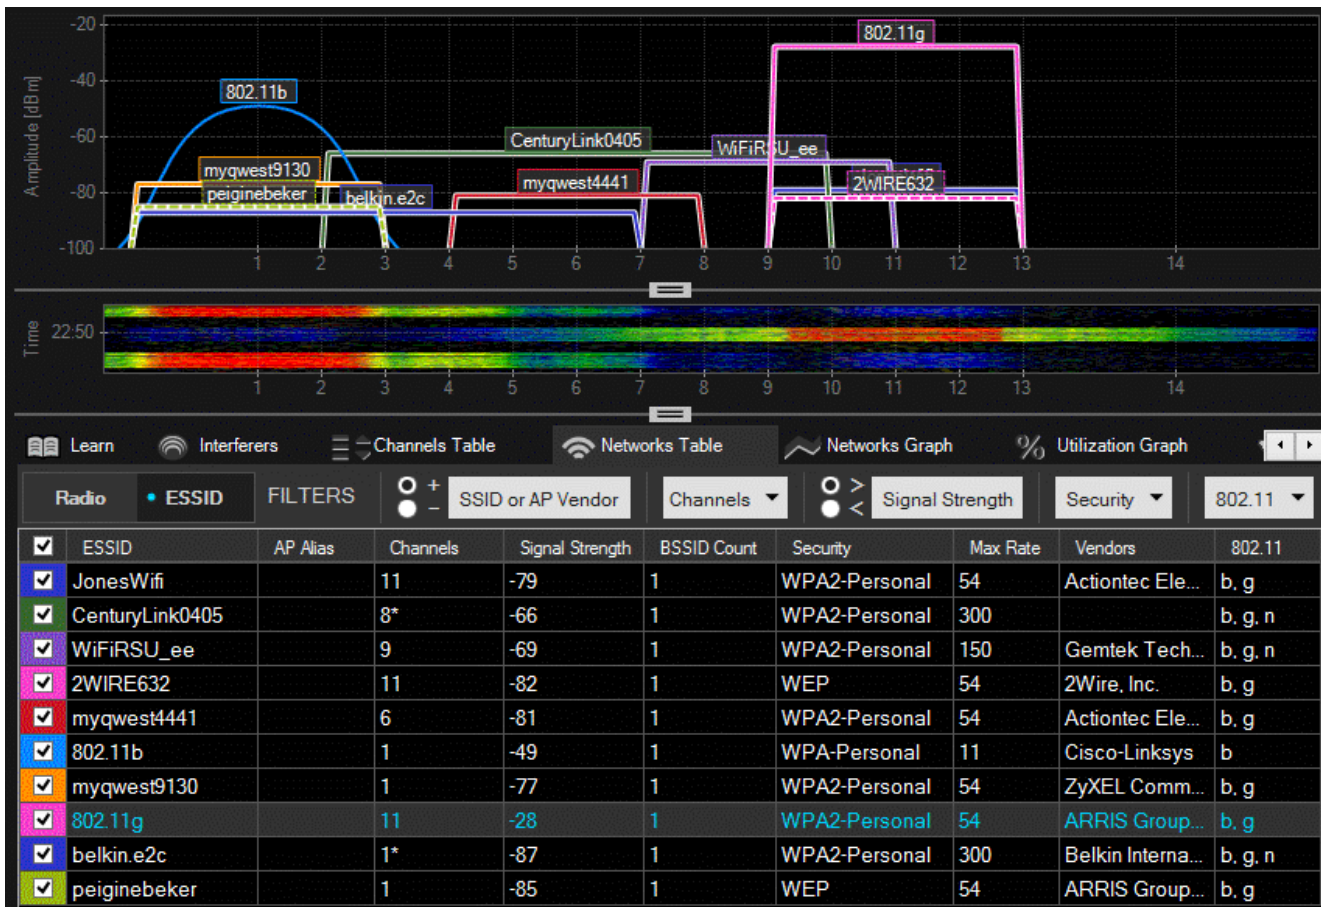 -20
-40
-60
-80
-100
Amplitude [dBm]
802.11g
802.11b
CenturyLink0405
WiFiRSU_ee
myqwest9130
myqwest4441
2WIRE632
peiginebeker
belkin.e2c
1 2 3 4 5 6 7 8 9 10 11 12 13 14
Time
22:50
1 2 3 4 5 6 7 8 9 10 11 12 13 14
Learn Interferers Channels Table Networks Table Networks Graph % Utilization Graph
Radio • ESSID FILTERS + − SSID or AP Vendor Channels > < Signal Strength Security 802.11
ESSID AP Alias Channels Signal Strength BSSID Count Security Max Rate Vendors 802.11
JonesWifi 11 -79 1 WPA2-Personal 54 Actiontec Ele... b, g
CenturyLink0405 8* -66 1 WPA2-Personal 300 b, g, n
WiFiRSU_ee 9 -69 1 WPA2-Personal 150 Gemtek Tech... b, g, n
2WIRE632 11 -82 1 WEP 54 2Wire, Inc. b, g
myqwest4441 6 -81 1 WPA2-Personal 54 Actiontec Ele... b, g
802.11b 1 -49 1 WPA-Personal 11 Cisco-Linksys b
myqwest9130 1 -77 1 WPA2-Personal 54 ZyXEL Comm... b, g
802.11g 11 -28 1 WPA2-Personal 54 ARRIS Group... b, g
belkin.e2c 1* -87 1 WPA2-Personal 300 Belkin Interna... b, g, n
peiginebeker 1 -85 1 WEP 54 ARRIS Group... b, g